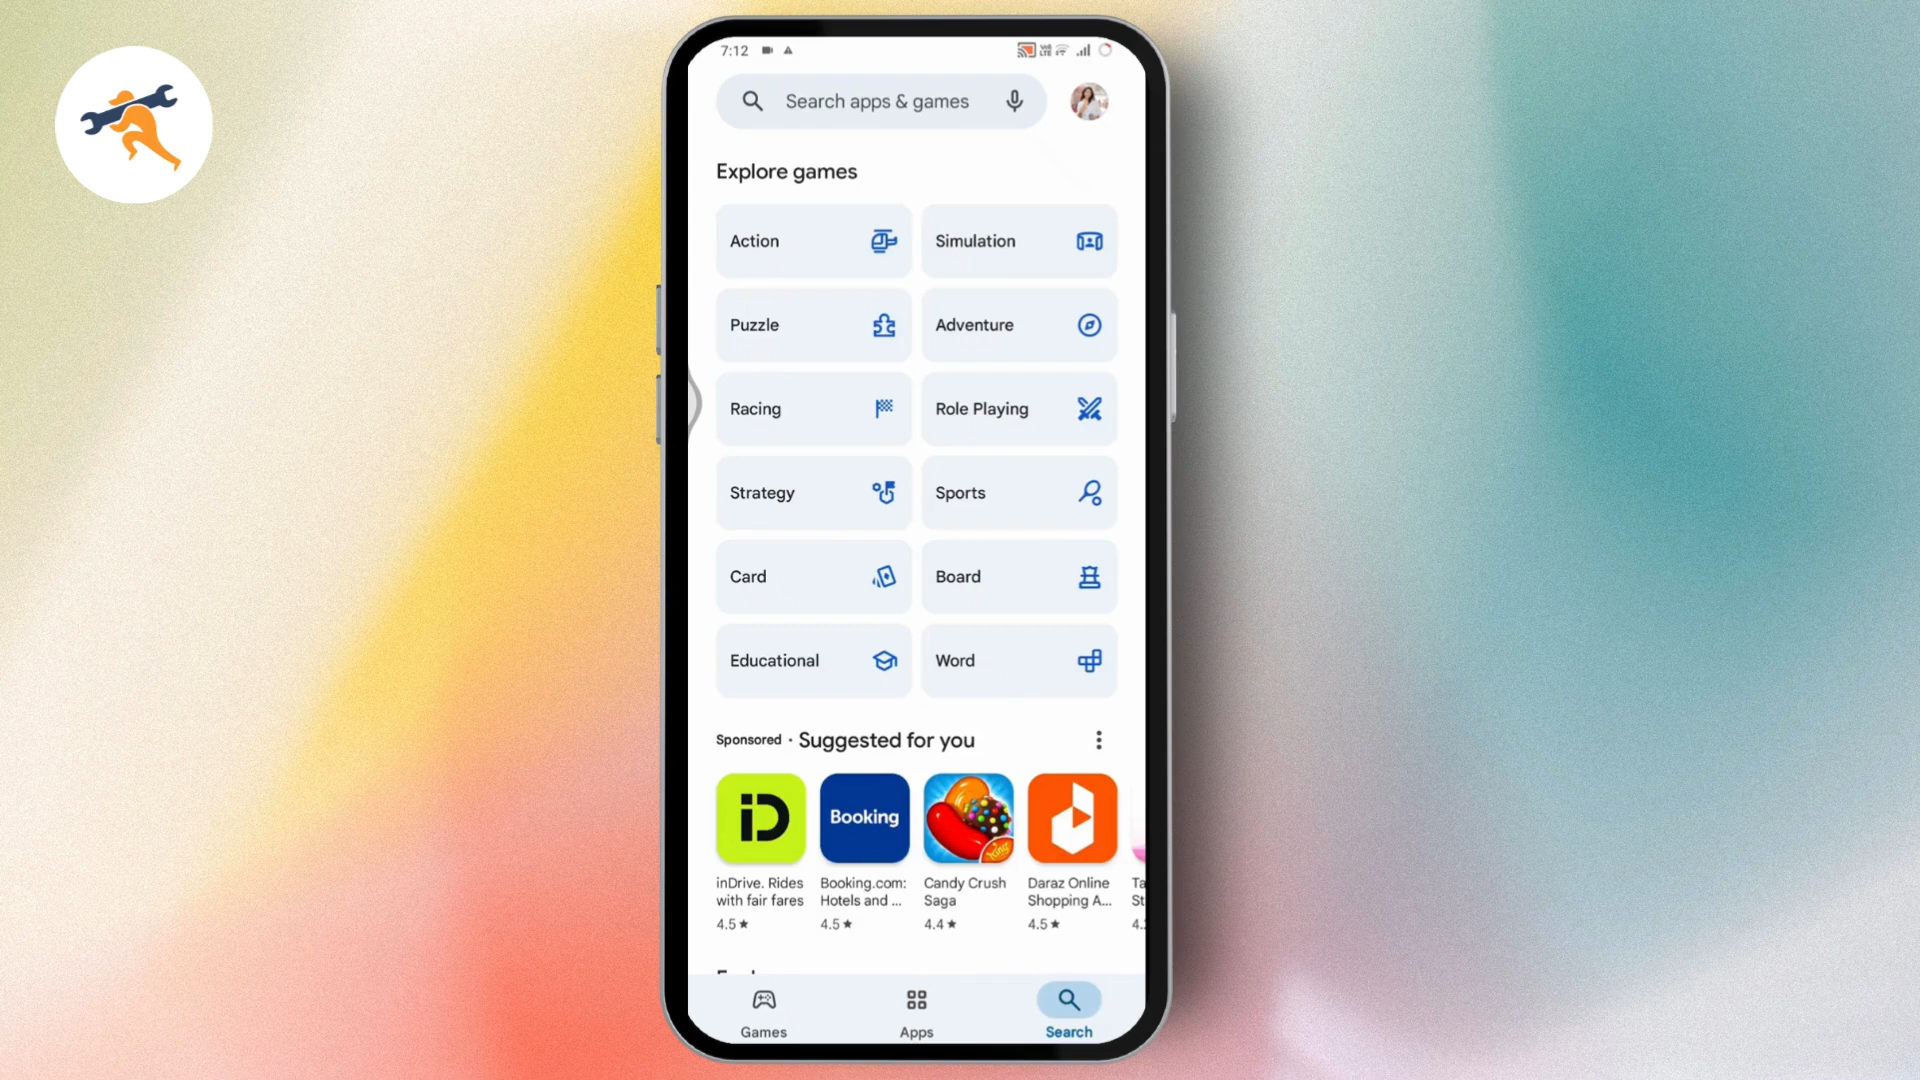 7:12
Search apps & games
Explore games
Action
Simulation
Puzzle
Adventure
Racing
Role Playing
Strategy
Sports
Card
Board
Educational
Word
Sponsored · Suggested for you
iD
Booking
King
inDrive. Rides with fair fares
4.5★
Booking.com: Hotels and ...
4.5★
Candy Crush Saga
4.4★
Daraz Online Shopping A...
4.5★
Games
Apps
Search